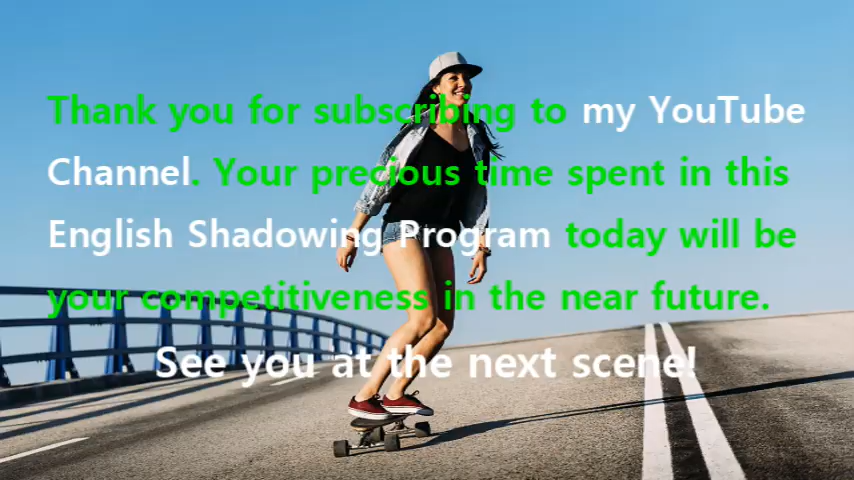 Thank you for subscribing to my YouTube
Channel. Your precious time spent in this
English Shadowing Program today will be
your competitiveness in the near future.
See you at the next scene!